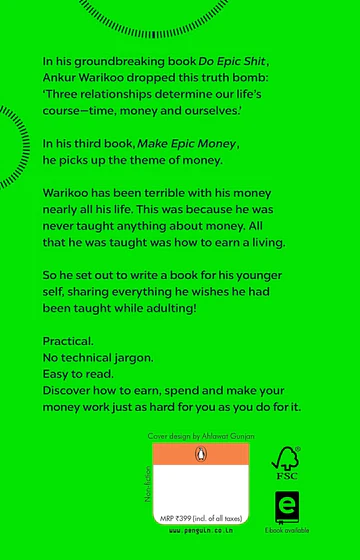 In his groundbreaking book Do Epic Shit,
Ankur Warikoo dropped this truth bomb:
‘Three relationships determine our life’s
course—time, money and ourselves.’
In his third book, Make Epic Money,
he picks up the theme of money.
Warikoo has been terrible with his money
nearly all his life. This was because he was
never taught anything about money. All
that he was taught was how to earn a living.
So he set out to write a book for his younger
self, sharing everything he wishes he had
been taught while adulting!
Practical.
No technical jargon.
Easy to read.
Discover how to earn, spend and make your
money work just as hard for you as you do for it.
Cover design by Ahlawat Gunjan
Non-fiction
MRP ₹399 (incl. of all taxes)
www.penguin.co.in
®
FSC
e
E-book available